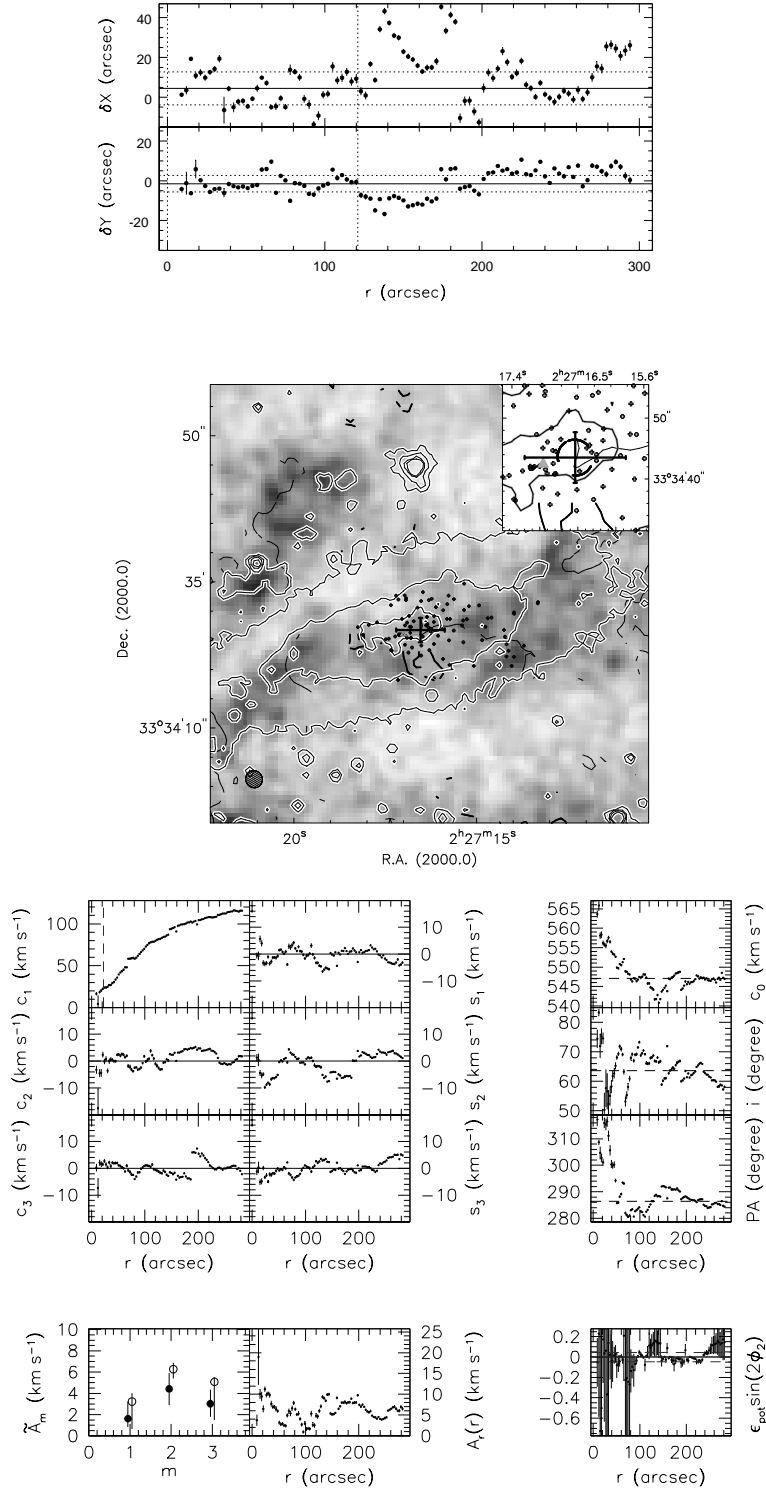 40
20
0
δX (arcsec)
20
0
-20
δY (arcsec)
0 100 200 300
r (arcsec)
17.4s 2h27m16.5s 15.6s
50"
33°34'40"
50"
35'
33°34'10"
Dec. (2000.0)
20s 2h27m15s
R.A. (2000.0)
100
50
0
c1 (km s−1)
10
0
−10
s1 (km s−1)
565
560
555
550
545
540
c0 (km s−1)
10
0
−10
c2 (km s−1)
10
0
−10
s2 (km s−1)
80
70
60
50
i (degree)
10
0
−10
c3 (km s−1)
10
0
−10
s3 (km s−1)
310
300
290
280
PA (degree)
0 100 200
r (arcsec)
0 100 200
r (arcsec)
0 100 200
r (arcsec)
10
8
6
4
2
0
Ãm (km s−1)
0 1 2 3
m
25
20
15
10
5
0
Ar(r) (km s−1)
0 100 200
r (arcsec)
0.2
0
−0.2
−0.4
−0.6
ϵpotsin(2ϕ2)
0 100 200
r (arcsec)